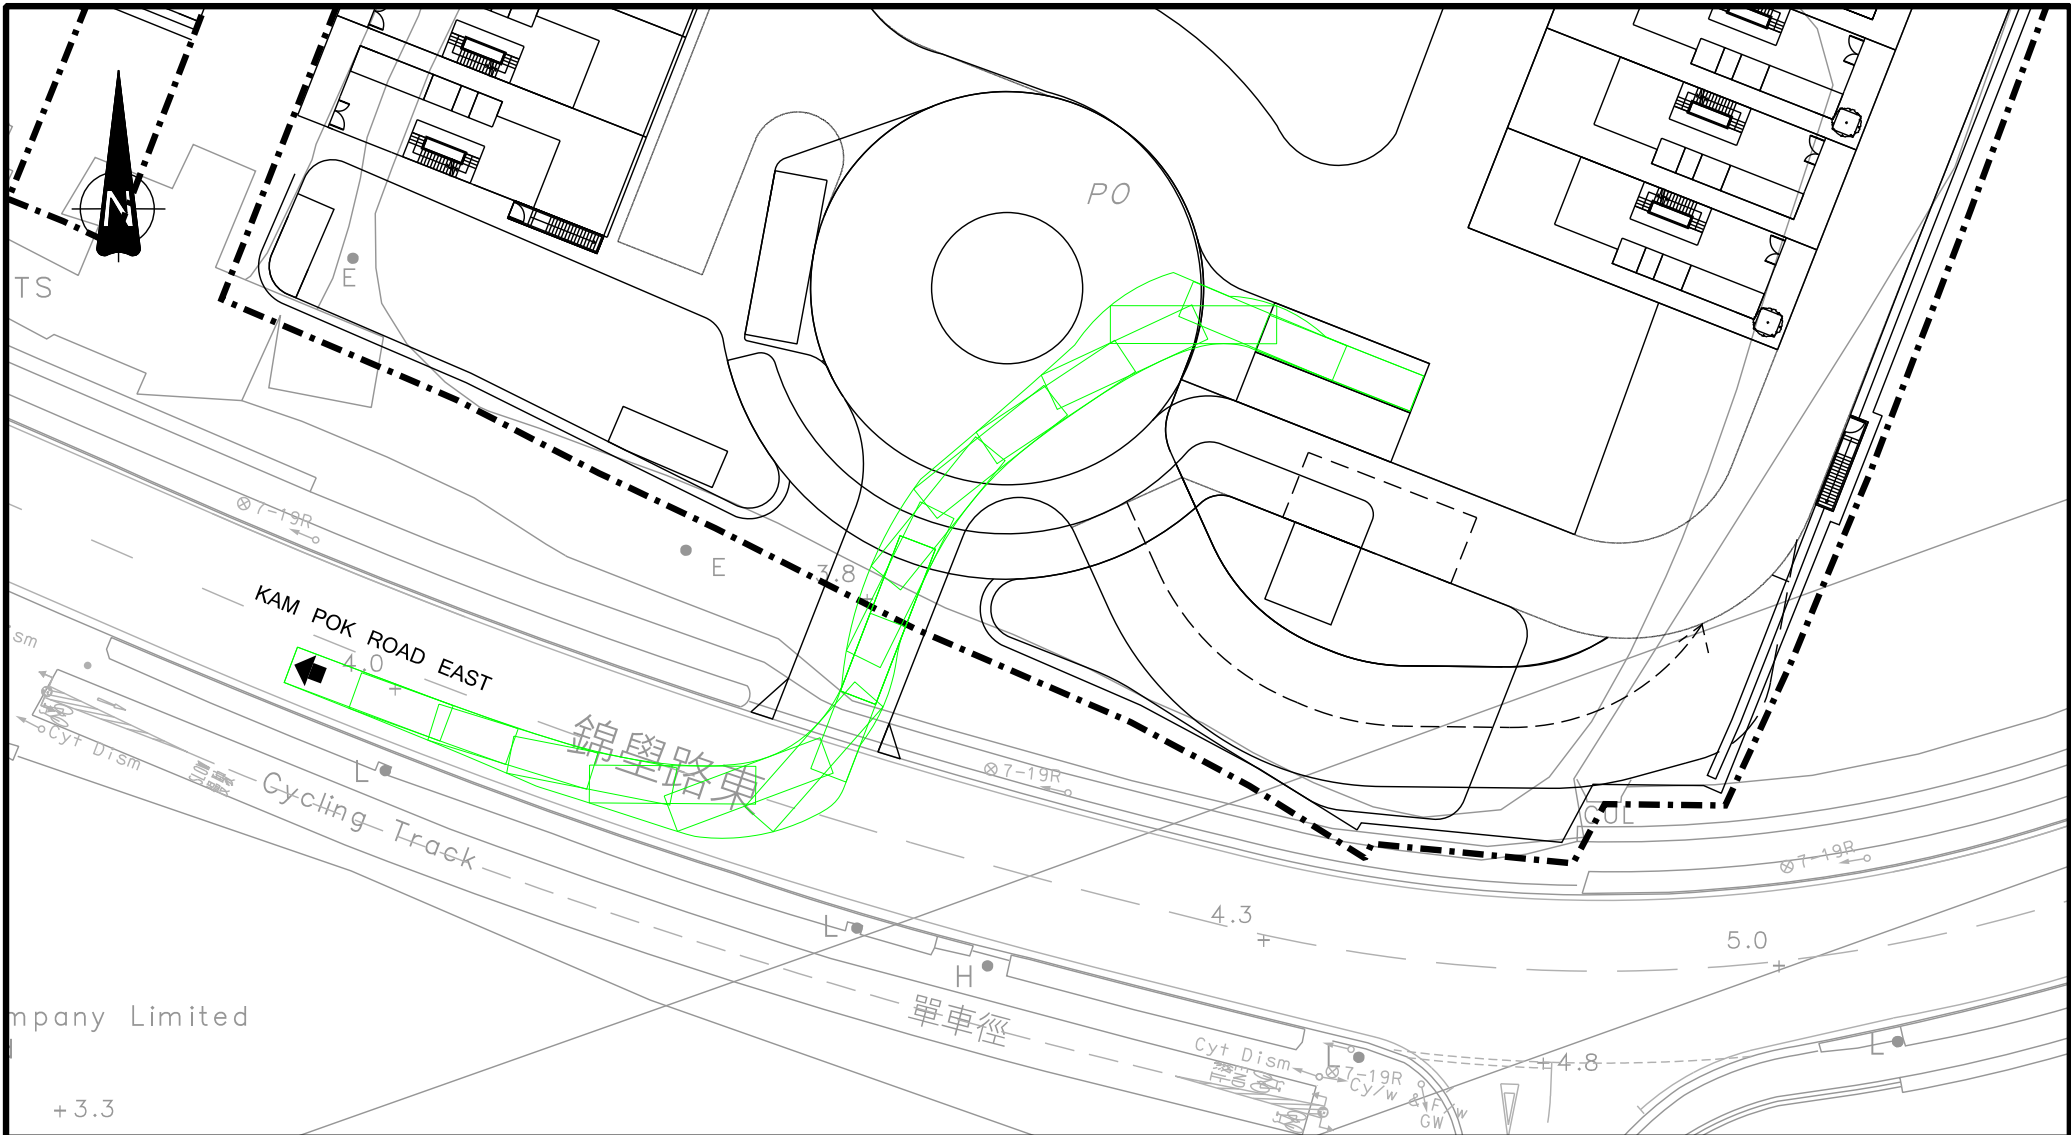 N
PO
TS
E
7-19R
E
3.8
KAM POK ROAD EAST
4.0
ism
錦壆路東
Cyt Dism
L
Cycling Track
7-19R
CUL
7-19R
4.3
5.0
L
H
mpany Limited
單車徑
Cyt Dism
L
7-19R
Cy/w & F/w
GW
4.8
L
3.3